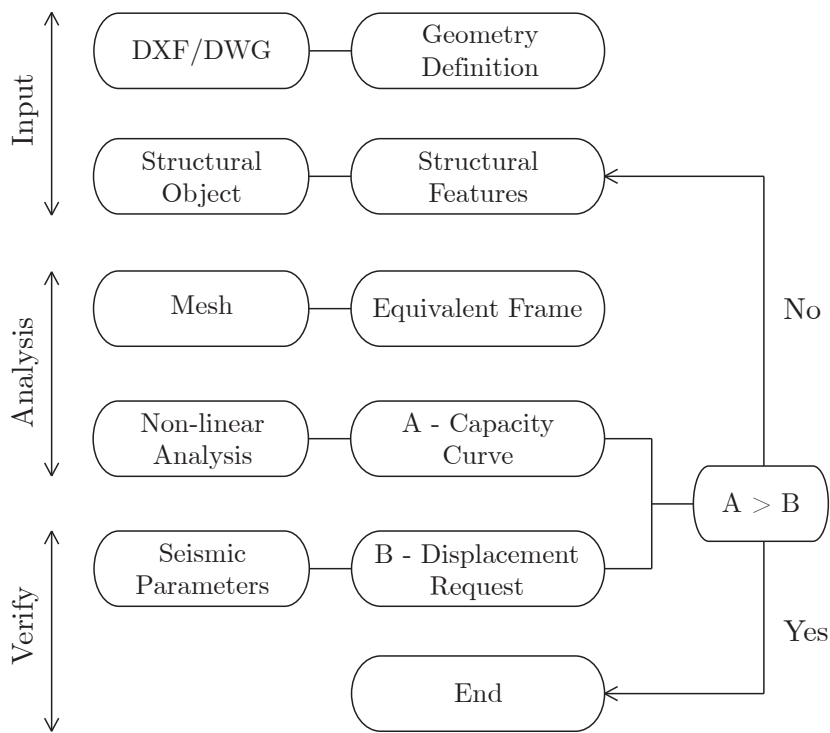 Input
DXF/DWG
Geometry
Definition
Structural
Object
Structural
Features
Analysis
Mesh
Equivalent Frame
No
Non-linear
Analysis
A - Capacity
Curve
A > B
Verify
Seismic
Parameters
B - Displacement
Request
Yes
End